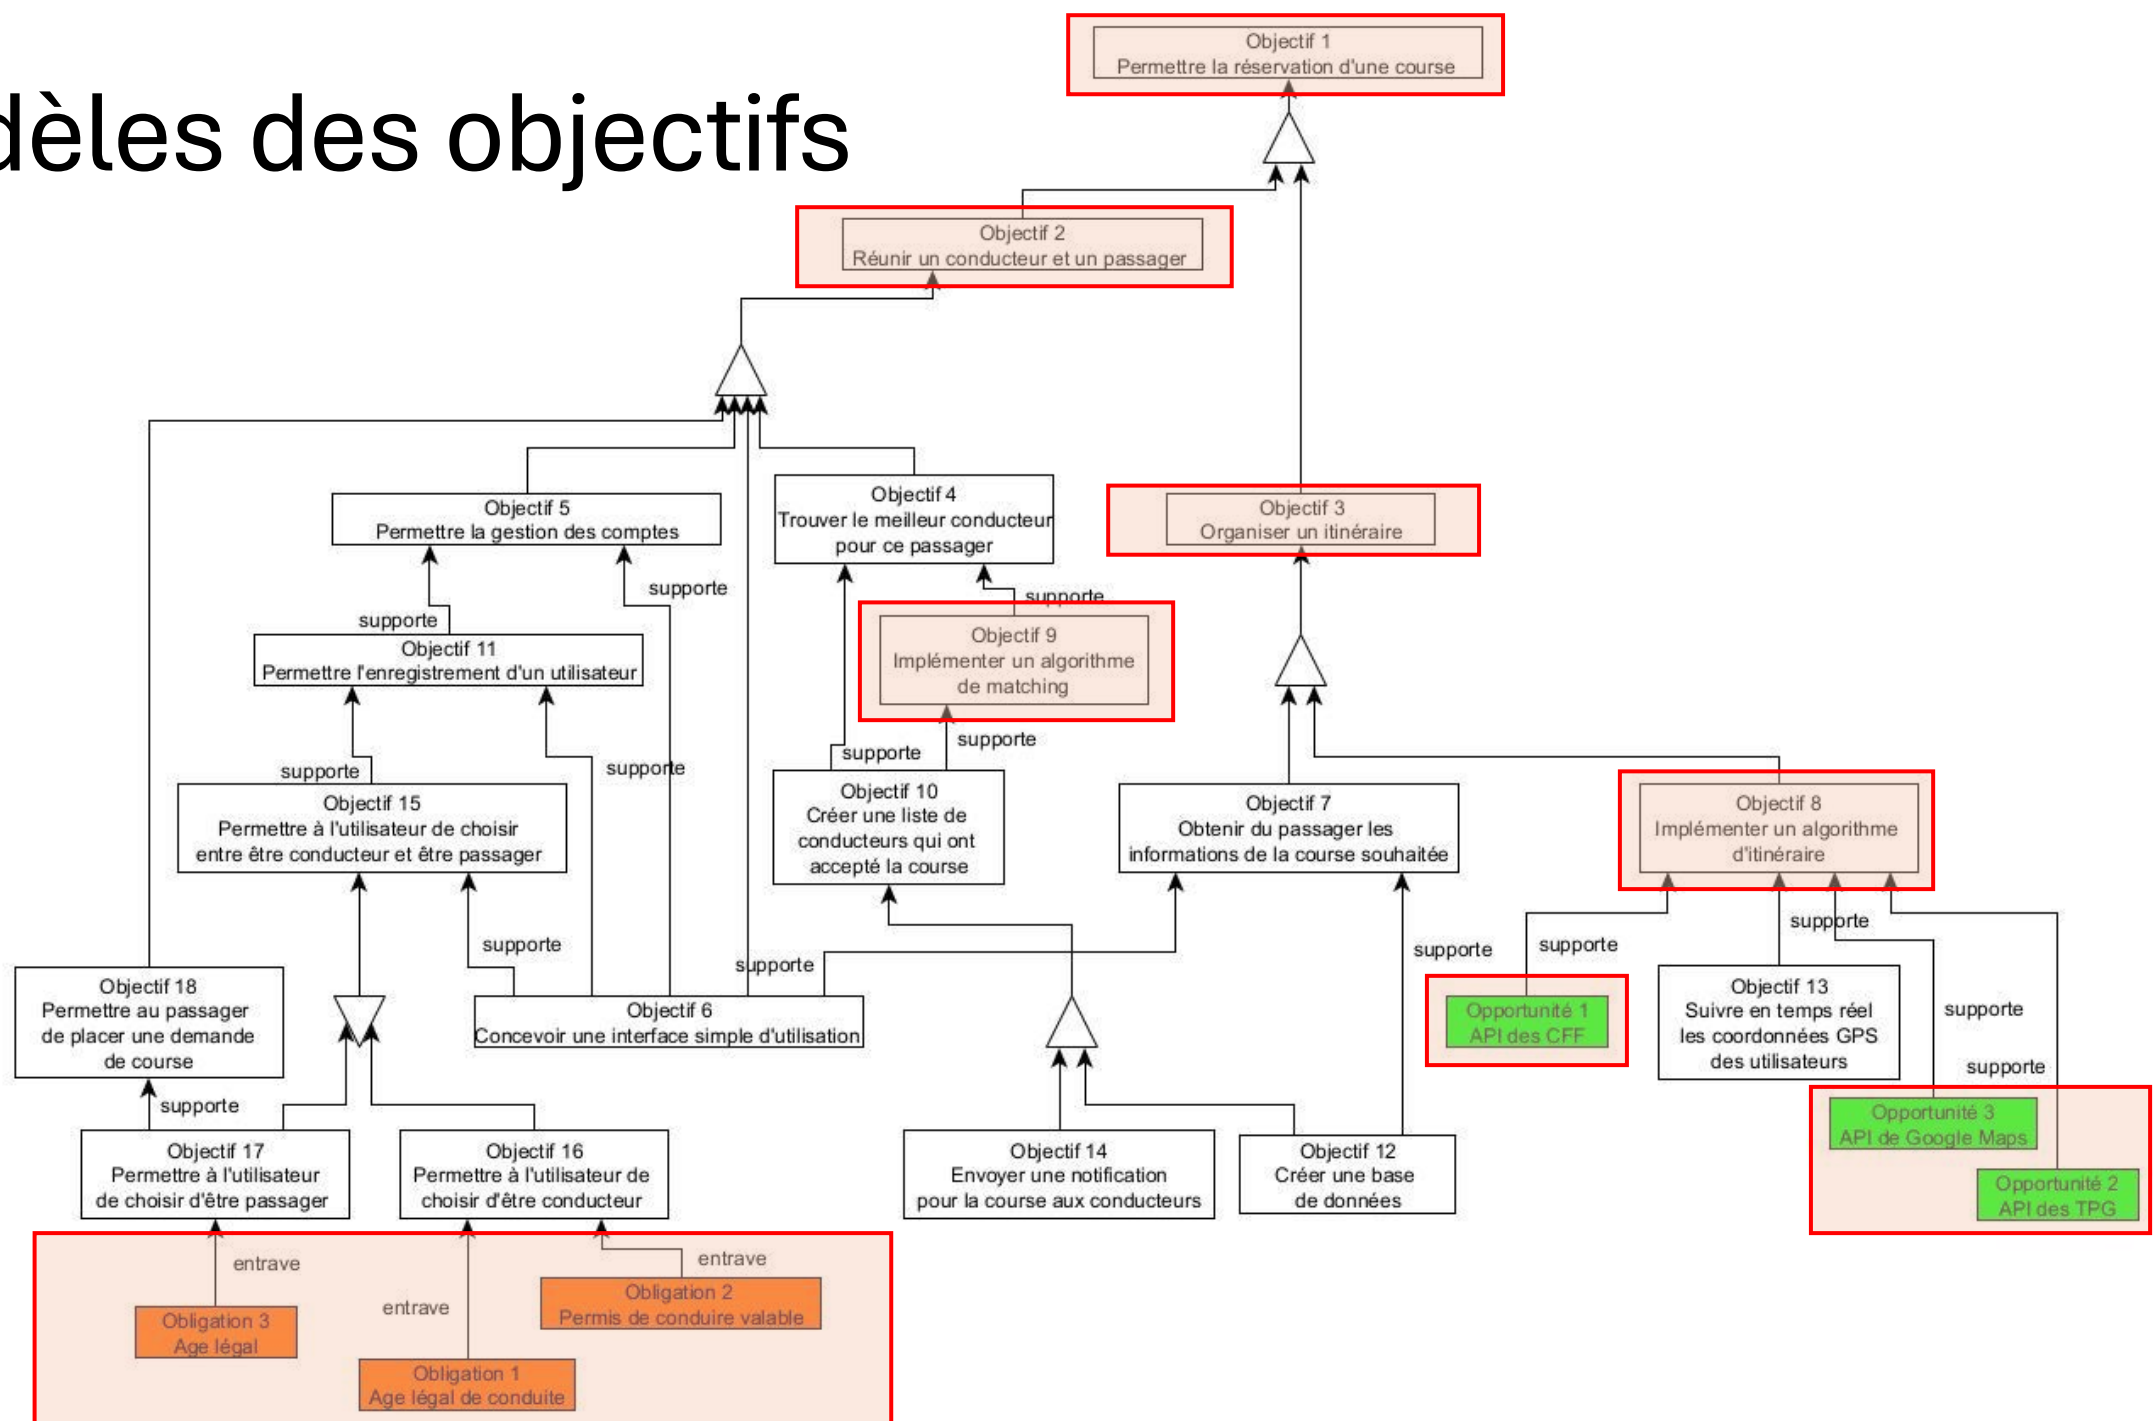 dèles des objectifs
Objectif 1
Permettre la réservation d'une course
Objectif 2
Réunir un conducteur et un passager
Objectif 5
Permettre la gestion des comptes
Objectif 4
Trouver le meilleur conducteur
pour ce passager
Objectif 3
Organiser un itinéraire
supporte
supporte
supporte
Objectif 11
Permettre l'enregistrement d'un utilisateur
Objectif 9
Implémenter un algorithme
de matching
supporte
supporte
supporte
supporte
Objectif 15
Permettre à l'utilisateur de choisir
entre être conducteur et être passager
Objectif 10
Créer une liste de
conducteurs qui ont
accepté la course
Objectif 7
Obtenir du passager les
informations de la course souhaitée
Objectif 8
Implémenter un algorithme
d'itinéraire
supporte
supporte
supporte
supporte
supporte
Objectif 18
Permettre au passager
de placer une demande
de course
Objectif 6
Concevoir une interface simple d'utilisation
Opportunité 1
API des CFF
Objectif 13
Suivre en temps réel
les coordonnées GPS
des utilisateurs
supporte
supporte
supporte
Opportunité 3
API de Google Maps
Opportunité 2
API des TPG
Objectif 17
Permettre à l'utilisateur
de choisir d'être passager
Objectif 16
Permettre à l'utilisateur de
choisir d'être conducteur
Objectif 14
Envoyer une notification
pour la course aux conducteurs
Objectif 12
Créer une base
de données
entrave
entrave
entrave
Obligation 3
Age légal
Obligation 2
Permis de conduire valable
Obligation 1
Age légal de conduite